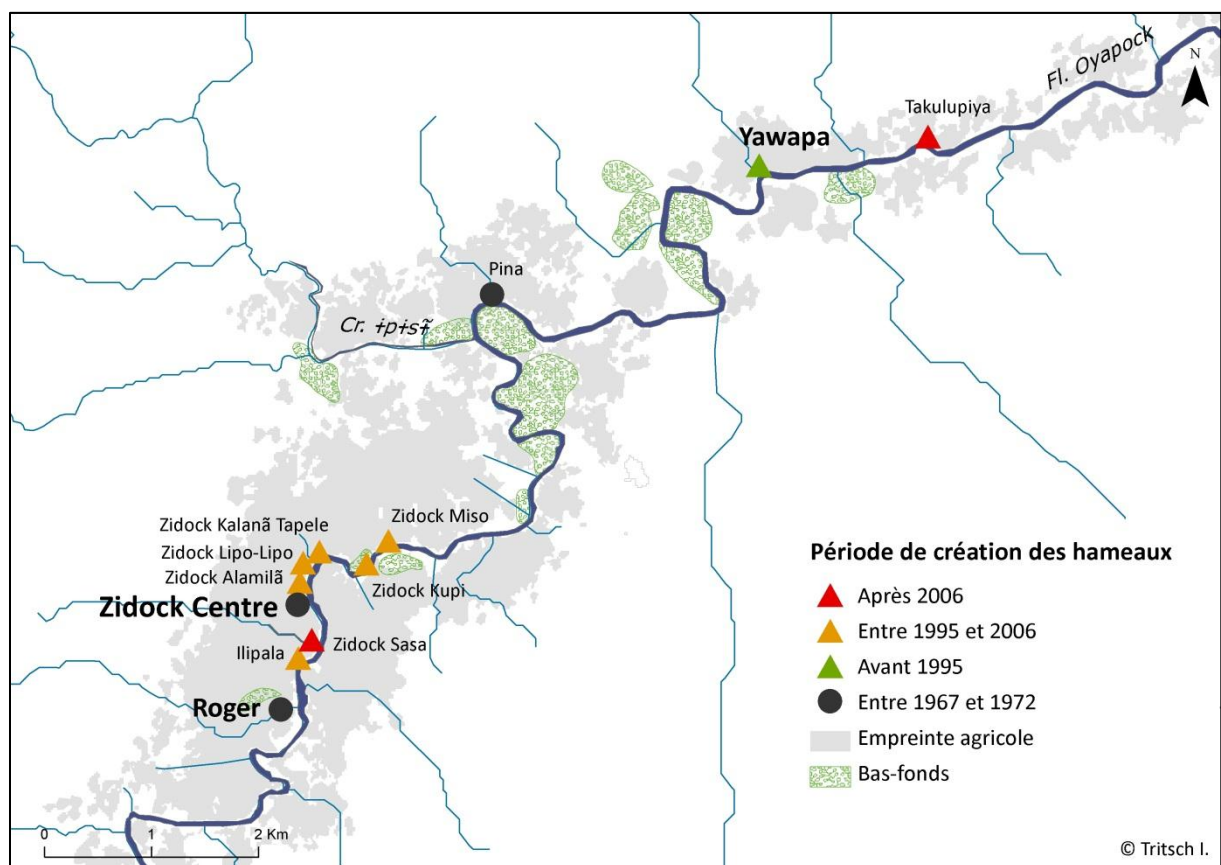 Fl. Oyapock
N
Takulupiya
Yawapa
Pina
Cr. ɨpɨsɨ̃
Zidock Miso
Zidock Kalanã Tapele
Zidock Lipo-Lipo
Zidock Alamilã
Zidock Kupi
Zidock Centre
Zidock Sasa
Ilipala
Roger
Période de création des hameaux
Après 2006
Entre 1995 et 2006
Avant 1995
Entre 1967 et 1972
Empreinte agricole
Bas-fonds
0 1 2 Km
© Tritsch I.